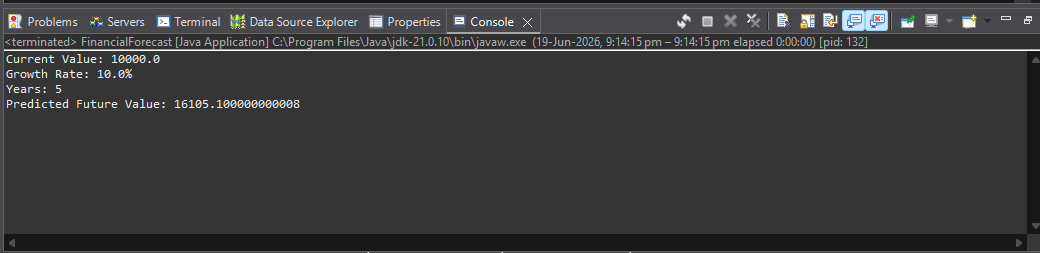 Problems Servers Terminal Data Source Explorer Properties Console
<terminated> FinancialForecast [Java Application] C:\Program Files\Java\jdk-21.0.10\bin\javaw.exe (19-Jun-2026, 9:14:15 pm – 9:14:15 pm elapsed 0:00:00) [pid: 132]
Current Value: 10000.0
Growth Rate: 10.0%
Years: 5
Predicted Future Value: 16105.100000000008